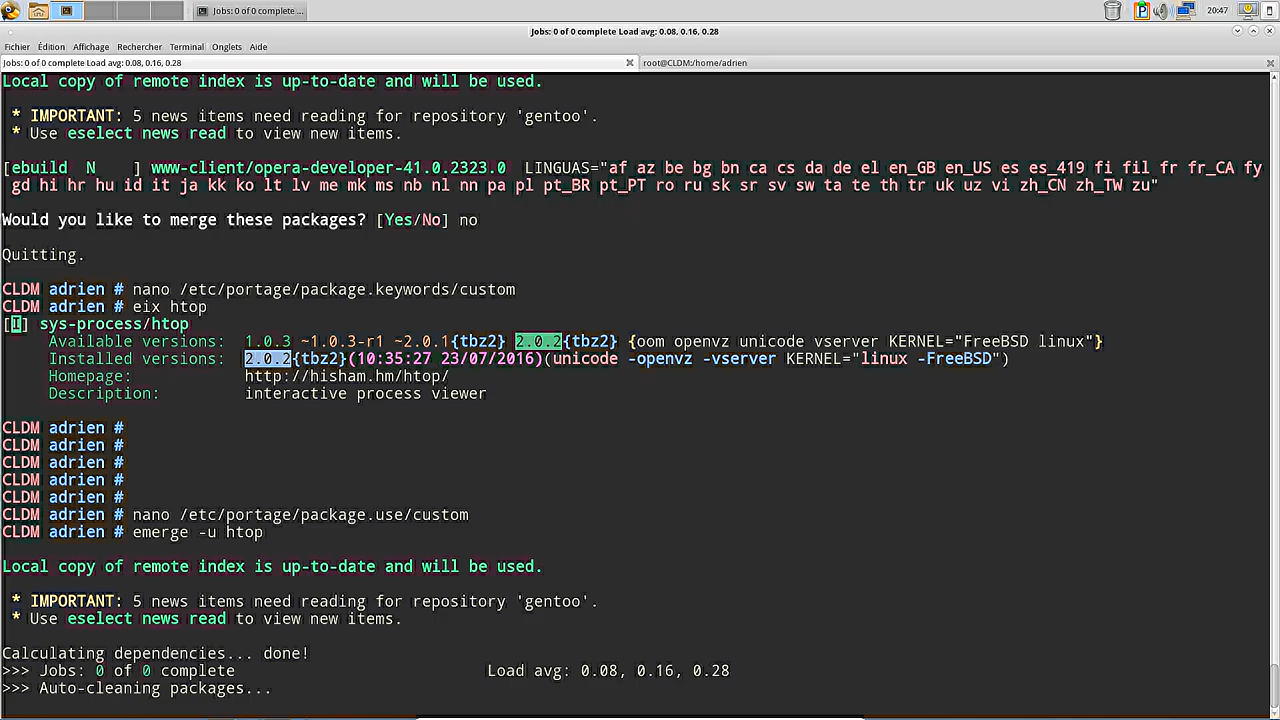 Jobs: 0 of 0 complete ...
20:47
Jobs: 0 of 0 complete Load avg: 0.08, 0.16, 0.28
Fichier Édition Affichage Rechercher Terminal Onglets Aide
Jobs: 0 of 0 complete Load avg: 0.08, 0.16, 0.28 root@CLDM:/home/adrien
Local copy of remote index is up-to-date and will be used.
* IMPORTANT: 5 news items need reading for repository 'gentoo'.
* Use eselect news read to view new items.
[ebuild  N    ] www-client/opera-developer-41.0.2323.0  LINGUAS="af az be bg bn ca cs da de el en_GB en_US es es_419 fi fil fr fr_CA fy
gd hi hr hu id it ja kk ko lt lv me mk ms nb nl nn pa pl pt_BR pt_PT ro ru sk sr sv sw ta te th tr uk uz vi zh_CN zh_TW zu"
Would you like to merge these packages? [Yes/No] no
Quitting.
CLDM adrien # nano /etc/portage/package.keywords/custom
CLDM adrien # eix htop
[I] sys-process/htop
Available versions:  1.0.3 ~1.0.3-r1 ~2.0.1{tbz2} 2.0.2{tbz2} {oom openvz unicode vserver KERNEL="FreeBSD linux"}
Installed versions:  2.0.2{tbz2}(10:35:27 23/07/2016)(unicode -openvz -vserver KERNEL="linux -FreeBSD")
Homepage:            http://hisham.hm/htop/
Description:         interactive process viewer
CLDM adrien #
CLDM adrien #
CLDM adrien #
CLDM adrien #
CLDM adrien #
CLDM adrien # nano /etc/portage/package.use/custom
CLDM adrien # emerge -u htop
Local copy of remote index is up-to-date and will be used.
* IMPORTANT: 5 news items need reading for repository 'gentoo'.
* Use eselect news read to view new items.
Calculating dependencies... done!
>>> Jobs: 0 of 0 complete                           Load avg: 0.08, 0.16, 0.28
>>> Auto-cleaning packages...